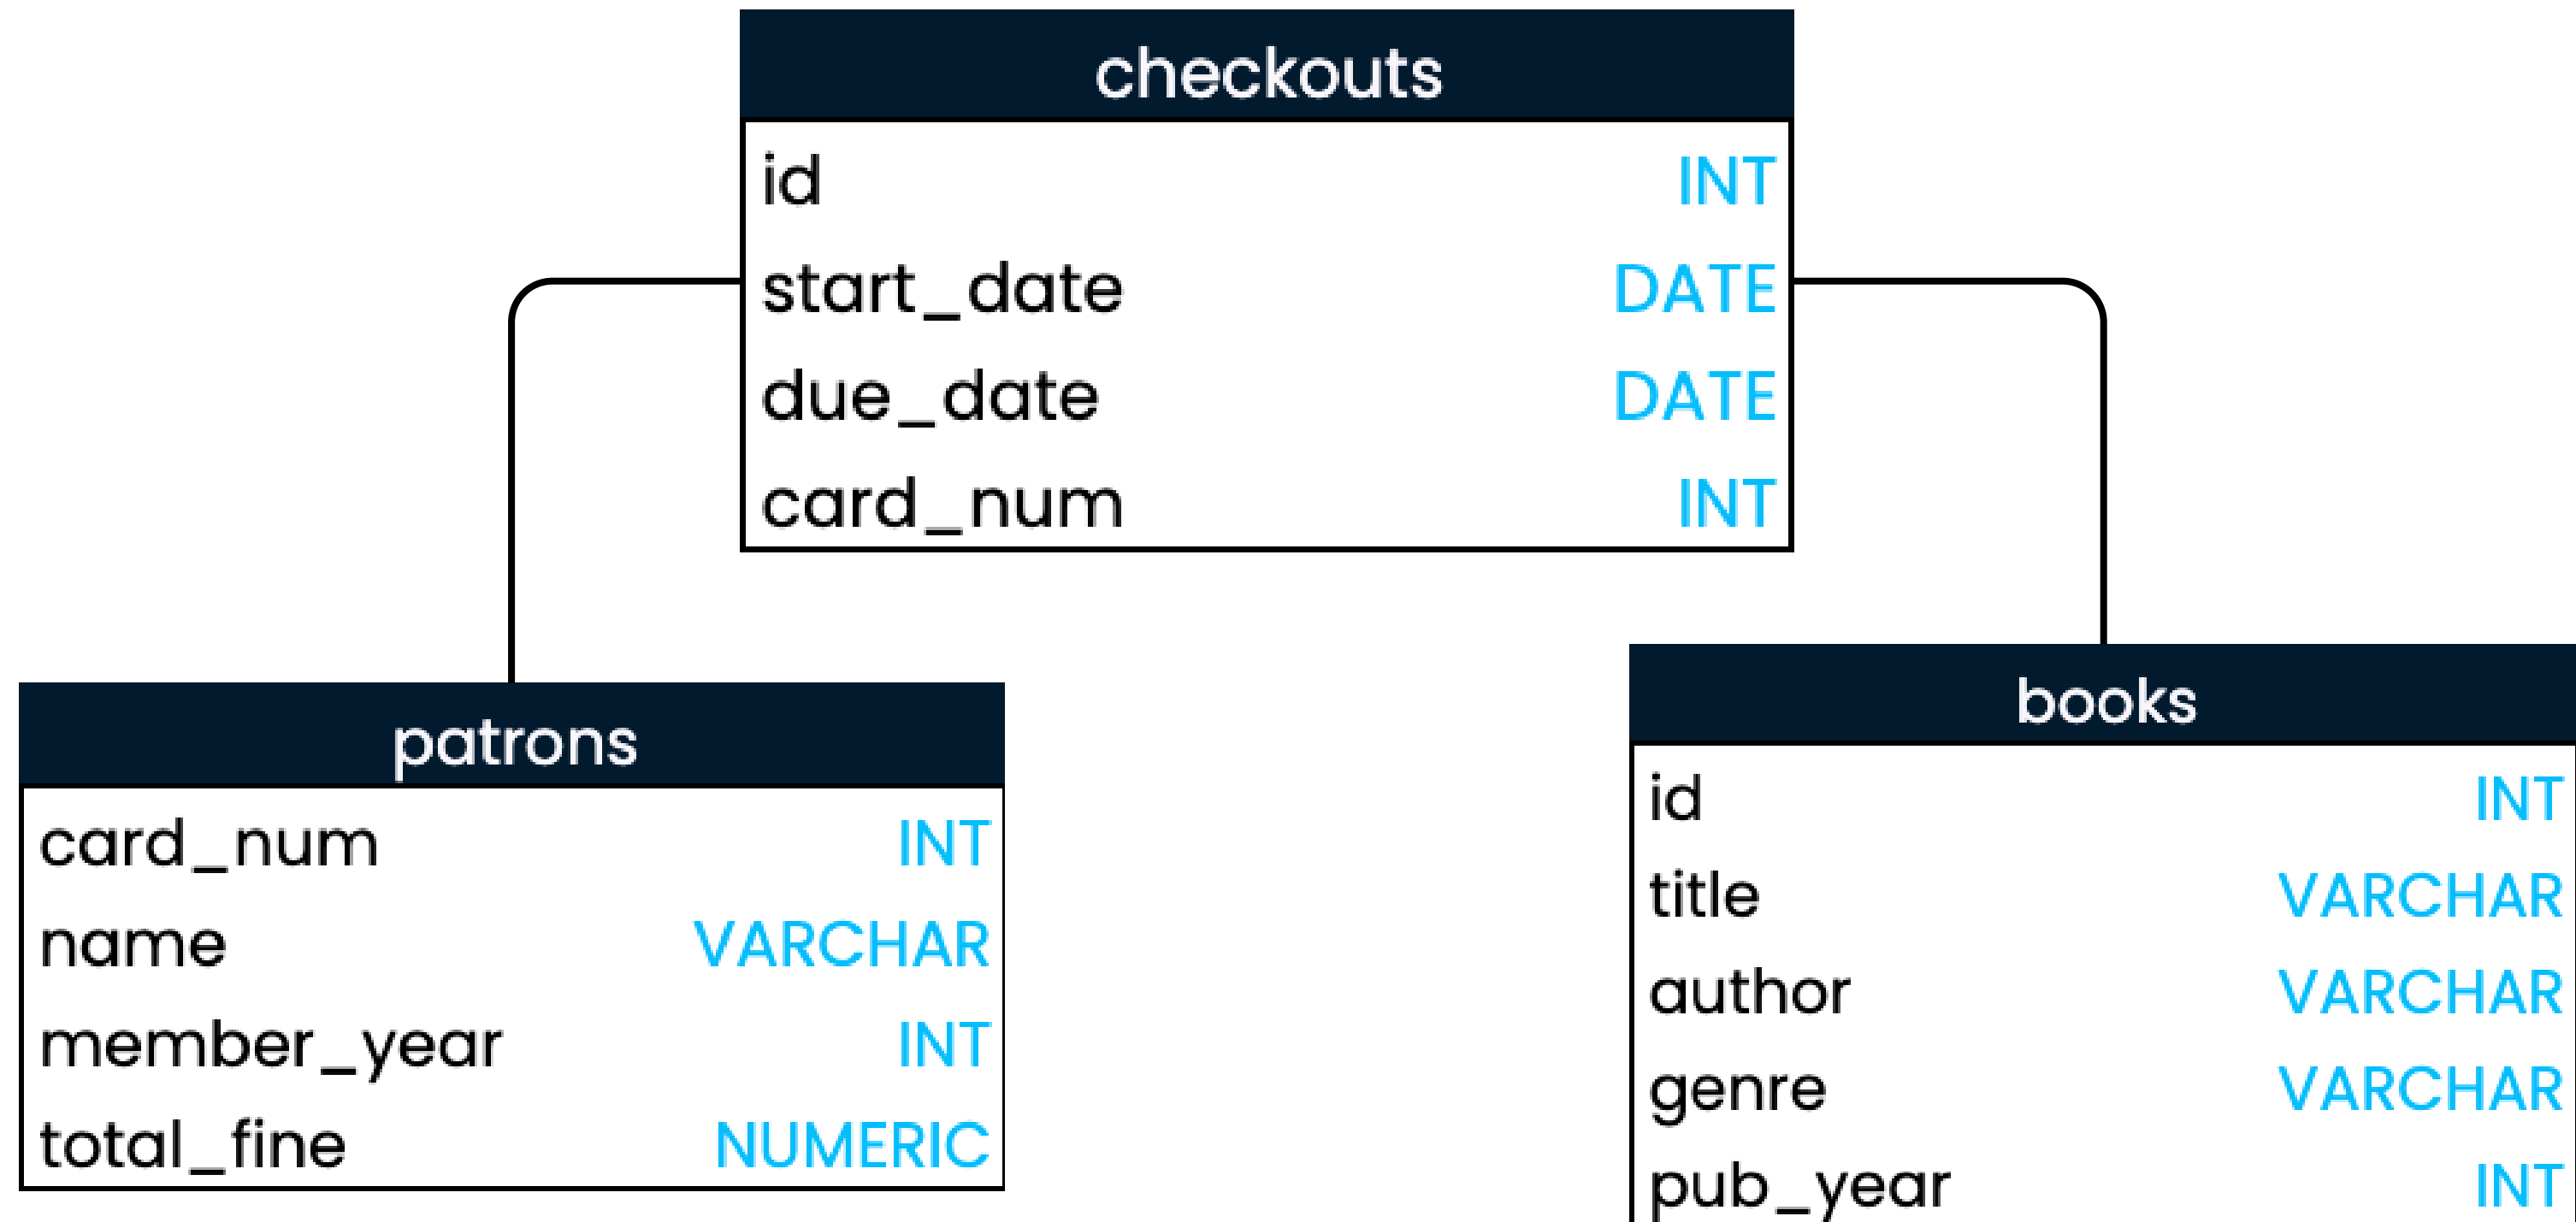 checkouts
id INT
start_date DATE
due_date DATE
card_num INT
patrons
card_num INT
name VARCHAR
member_year INT
total_fine NUMERIC
books
id INT
title VARCHAR
author VARCHAR
genre VARCHAR
pub_year INT